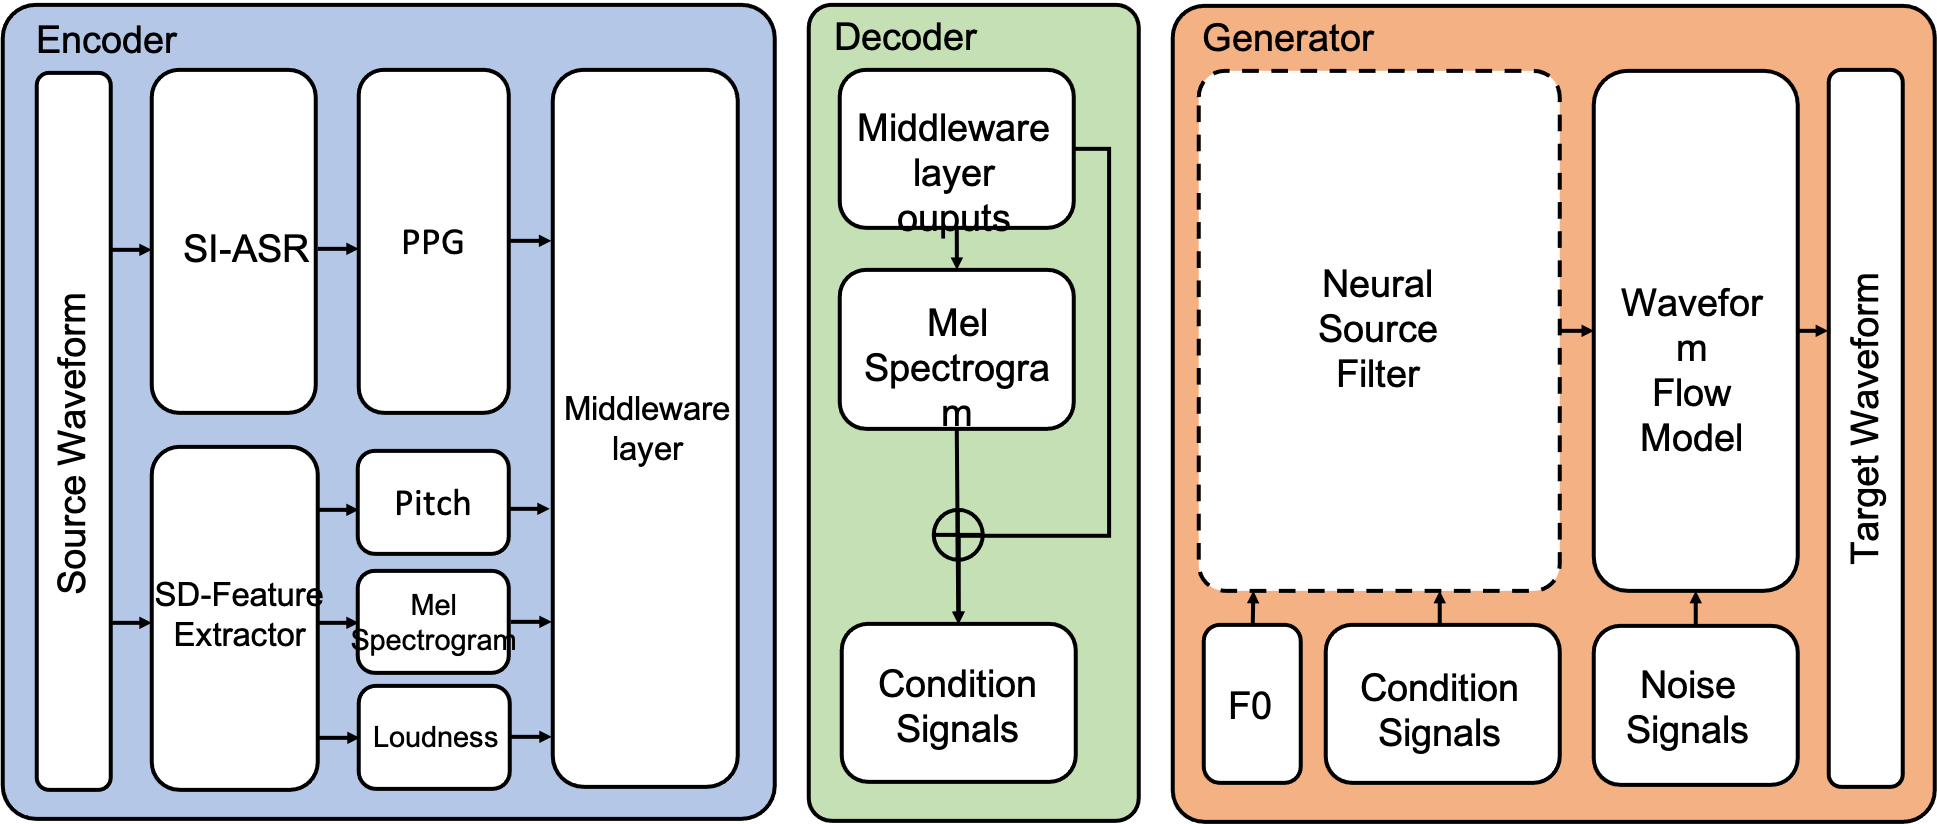 Encoder
Source Waveform
SI-ASR
PPG
SD-Feature
Extractor
Pitch
Mel
Spectrogram
Loudness
Middleware
layer
Decoder
Middleware
layer
ouputs
Mel
Spectrogra
m
Condition
Signals
Generator
Neural
Source
Filter
Wavefor
m
Flow
Model
Target Waveform
F0
Condition
Signals
Noise
Signals